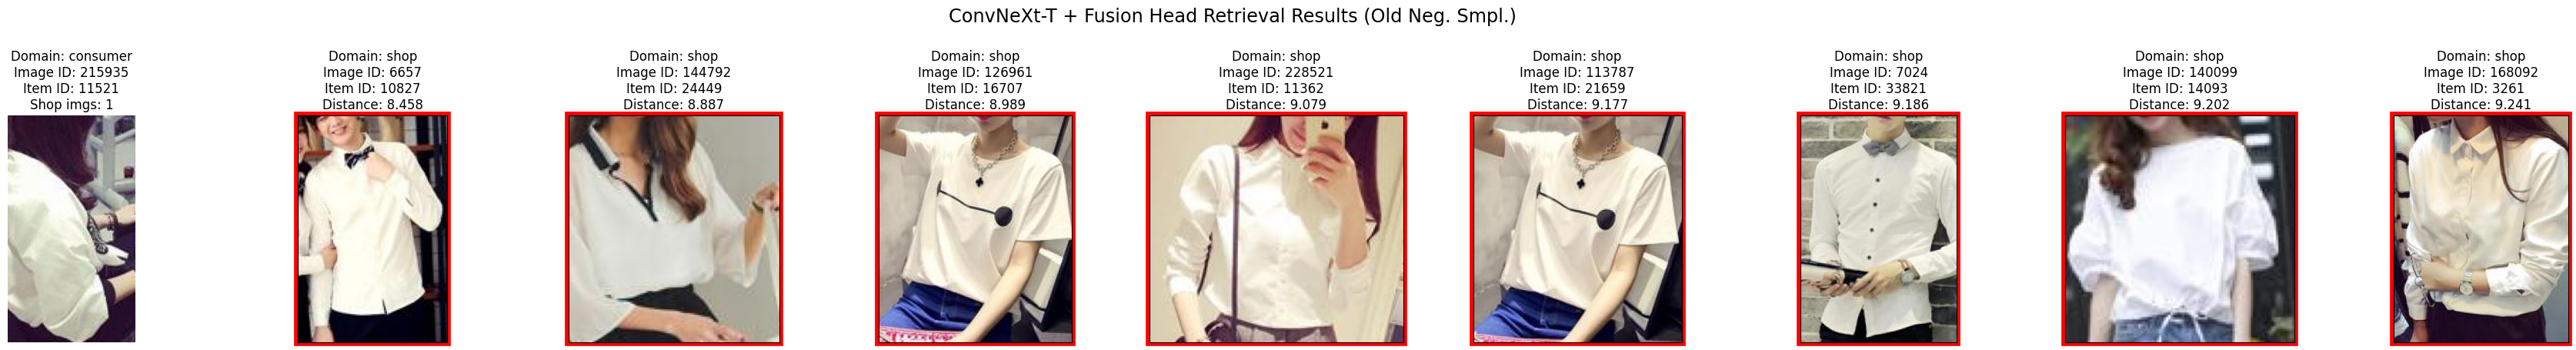 ConvNeXt-T + Fusion Head Retrieval Results (Old Neg. Smpl.)
Domain: consumer
Image ID: 215935
Item ID: 11521
Shop imgs: 1
Domain: shop
Image ID: 6657
Item ID: 10827
Distance: 8.458
Domain: shop
Image ID: 144792
Item ID: 24449
Distance: 8.887
Domain: shop
Image ID: 126961
Item ID: 16707
Distance: 8.989
Domain: shop
Image ID: 228521
Item ID: 11362
Distance: 9.079
Domain: shop
Image ID: 113787
Item ID: 21659
Distance: 9.177
Domain: shop
Image ID: 7024
Item ID: 33821
Distance: 9.186
Domain: shop
Image ID: 140099
Item ID: 14093
Distance: 9.202
Domain: shop
Image ID: 168092
Item ID: 3261
Distance: 9.241